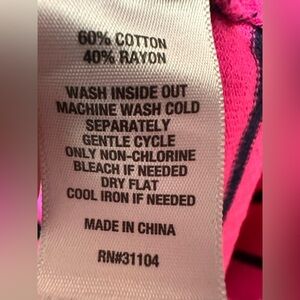 60% COTTON
40% RAYON
WASH INSIDE OUT
MACHINE WASH COLD
SEPARATELY
GENTLE CYCLE
ONLY NON-CHLORINE
BLEACH IF NEEDED
DRY FLAT
COOL IRON IF NEEDED
MADE IN CHINA
RN#31104